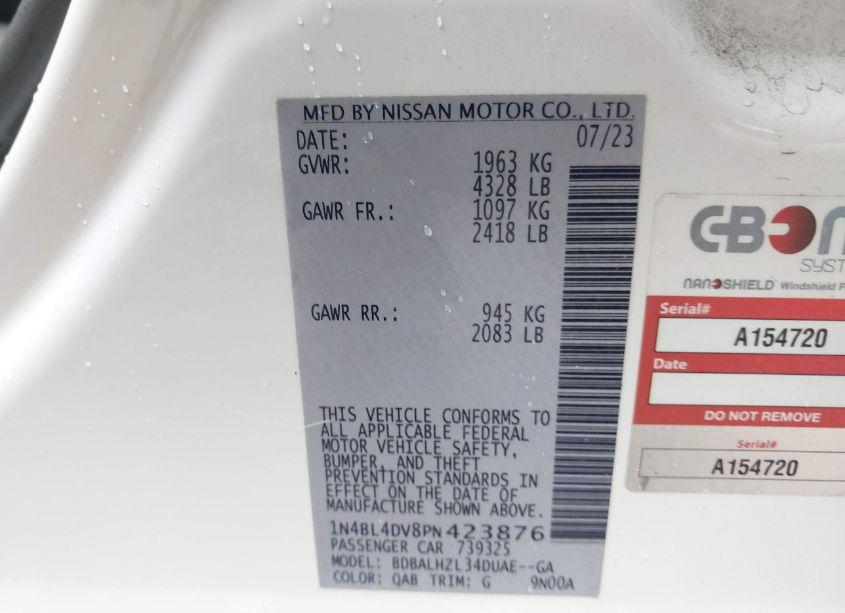 MFD BY NISSAN MOTOR CO., LTD.
DATE: 07/23
GVWR: 1963 KG
4328 LB
GAWR FR.: 1097 KG
2418 LB
GAWR RR.: 945 KG
2083 LB
THIS VEHICLE CONFORMS TO
ALL APPLICABLE FEDERAL
MOTOR VEHICLE SAFETY,
BUMPER, AND THEFT
PREVENTION STANDARDS IN
EFFECT ON THE DATE OF
MANUFACTURE SHOWN ABOVE.
1N4BL4DV8PN423876
PASSENGER CAR 739325
MODEL: BDBALHZL34DUAE--GA
COLOR: QAB TRIM: G 9N00A
NANOSHIELD Windshield
Serial#
A154720
Date
DO NOT REMOVE
Serial#
A154720